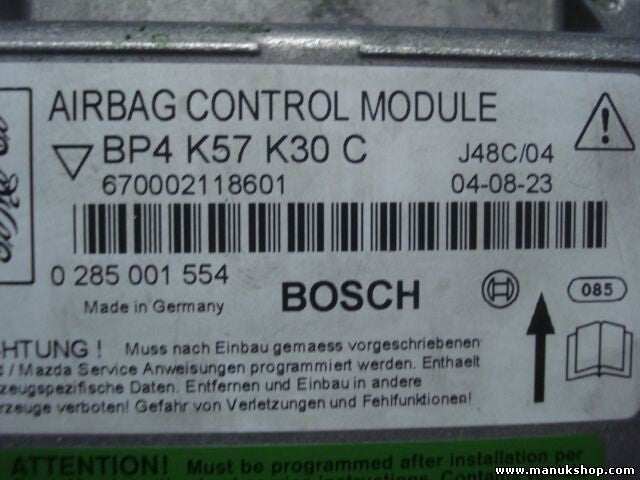 AIRBAG CONTROL MODULE
BP4 K57 K30 C
J48C/04
670002118601
04-08-23
0 285 001 554
Made in Germany
BOSCH
085
HTUNG ! Muss nach Einbau gemaess vorgeschriebenen
/ Mazda Service Anweisungen programmiert werden. Enthaelt
zeugspezifische Daten. Entfernen und Einbau in andere
rzeuge verboten! Gefahr von Verletzungen und Fehlfunktionen!
ATTENTION! Must be programmed after installation per
www.manukshop.com